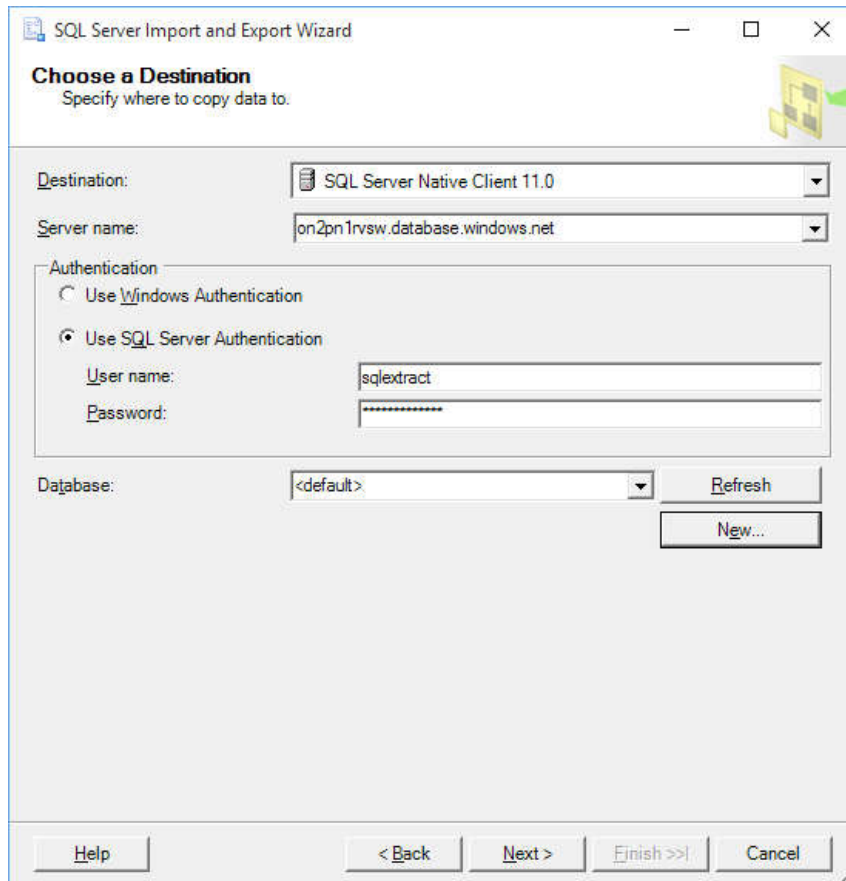 SQL Server Import and Export Wizard
Choose a Destination
Specify where to copy data to.
Destination: SQL Server Native Client 11.0
Server name: on2pn1rvsw.database.windows.net
Authentication
Use Windows Authentication
Use SQL Server Authentication
User name: sqlextract
Password: *************
Database: <default> Refresh
New...
Help < Back Next > Finish >>| Cancel